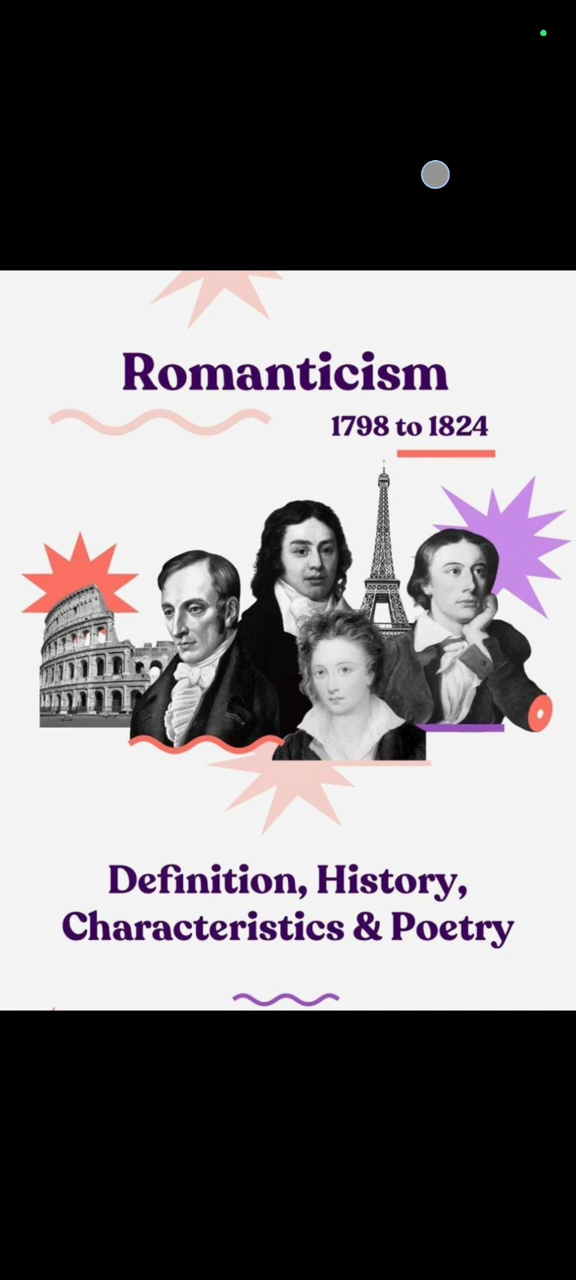 Romanticism
1798 to 1824
Definition, History,
Characteristics & Poetry